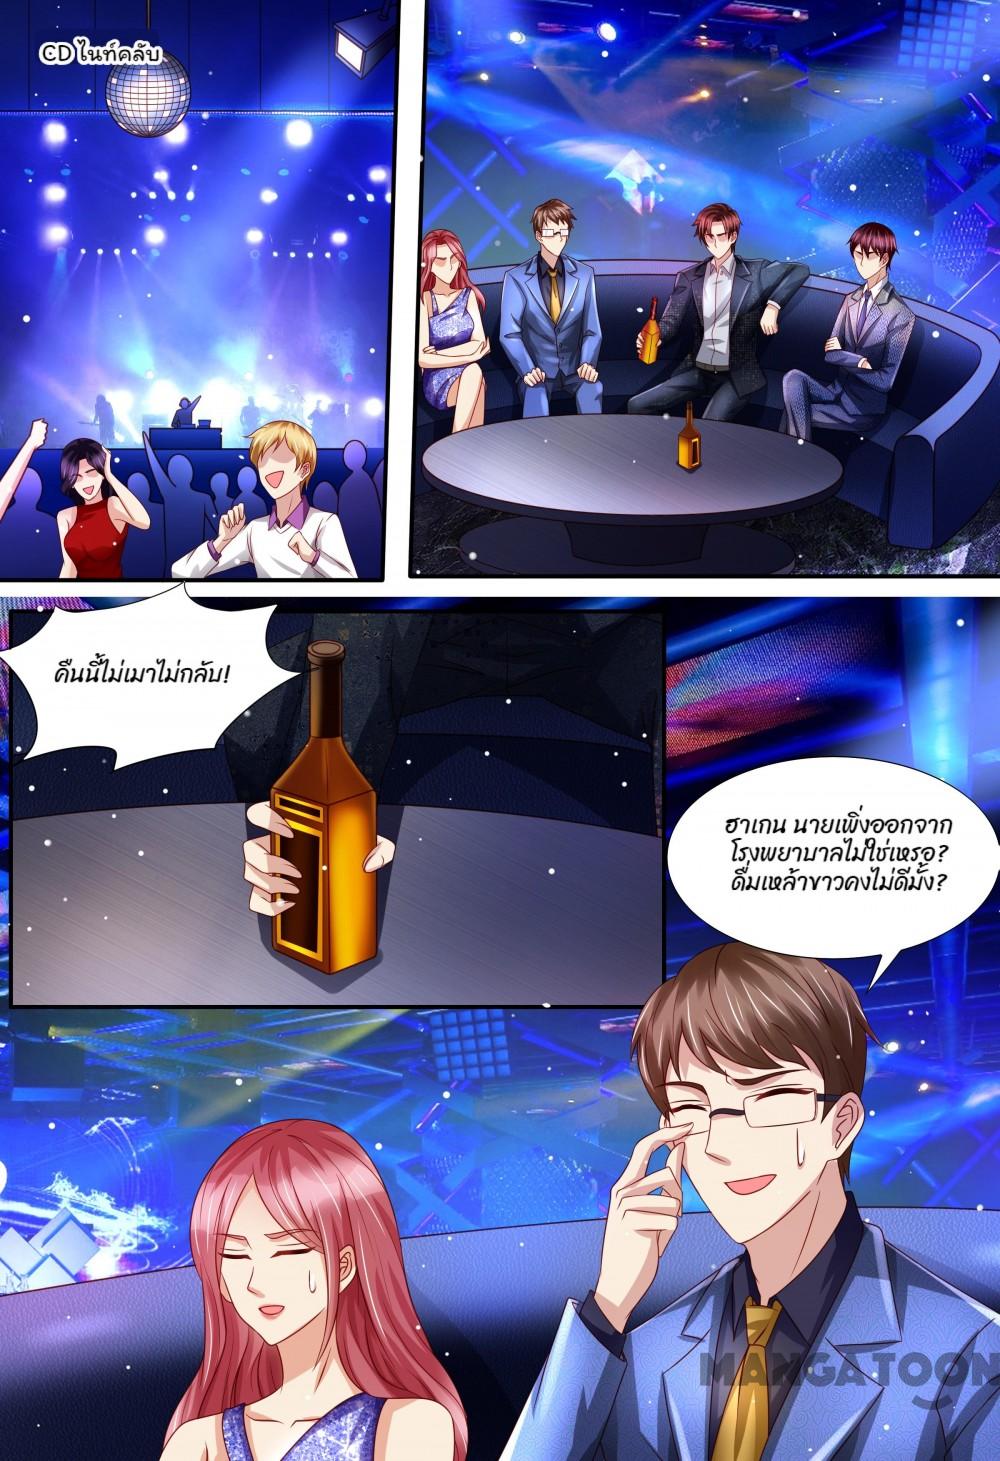 CD ไนท์คลับ
คืนนี้ไม่เมาไม่กลับ!
ฮาเกน นายเพิ่งออกจาก
โรงพยาบาลไม่ใช่เหรอ?
ดื่มเหล้าขาวคงไม่ดีมั้ง?
MANGATOON